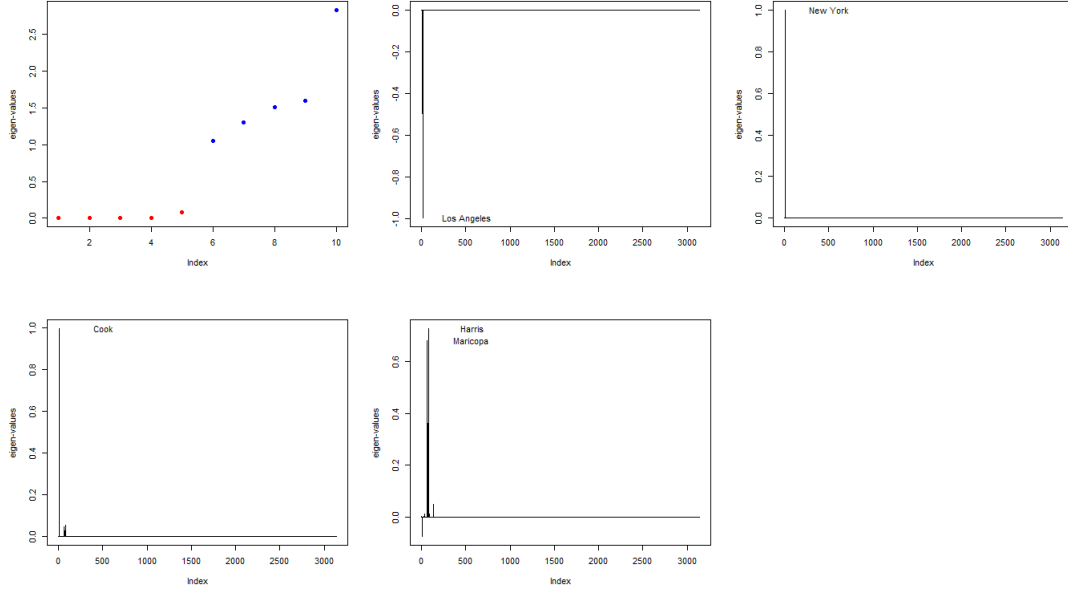 eigen-values
0.0 0.5 1.0 1.5 2.0 2.5
2 4 6 8 10
Index
eigen-values
-1.0 -0.8 -0.6 -0.4 -0.2 0.0
Los Angeles
0 500 1000 1500 2000 2500 3000
Index
eigen-values
0.0 0.2 0.4 0.6 0.8 1.0
New York
0 500 1000 1500 2000 2500 3000
Index
eigen-values
0.0 0.2 0.4 0.6 0.8 1.0
Cook
0 500 1000 1500 2000 2500 3000
Index
eigen-values
0.0 0.2 0.4 0.6
Harris
Maricopa
0 500 1000 1500 2000 2500 3000
Index